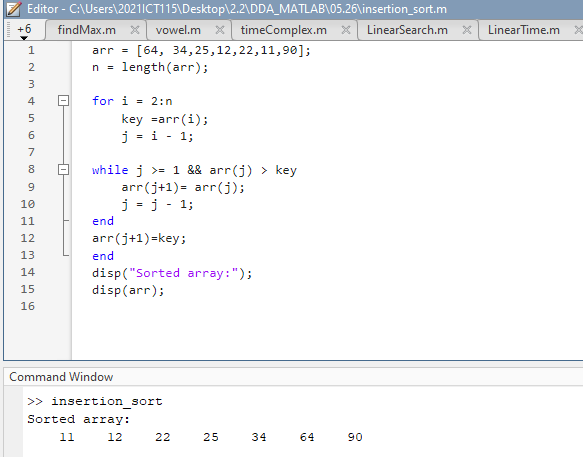 Editor - C:\Users\2021ICT115\Desktop\2.2\DDA_MATLAB\05.26\insertion_sort.m
+6 findMax.m vowel.m timeComplex.m LinearSearch.m LinearTime.m
1 arr = [64, 34,25,12,22,11,90];
2 n = length(arr);
3
4 for i = 2:n
5 key =arr(i);
6 j = i - 1;
7
8 while j >= 1 && arr(j) > key
9 arr(j+1)= arr(j);
10 j = j - 1;
11 end
12 arr(j+1)=key;
13 end
14 disp("Sorted array:");
15 disp(arr);
16
Command Window
>> insertion_sort
Sorted array:
11 12 22 25 34 64 90